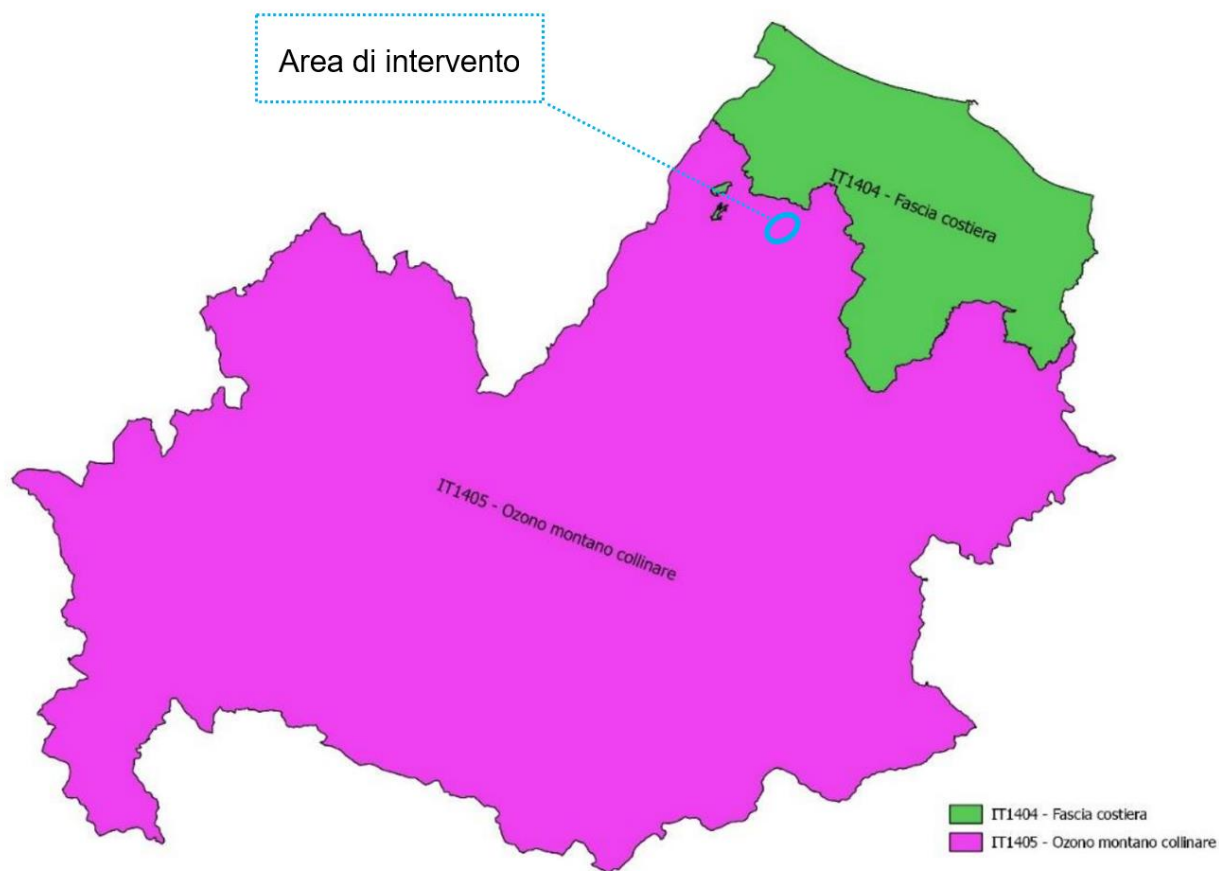 Area di intervento
IT1404 - Fascia costiera
IT1405 - Ozono montano collinare
IT1404 - Fascia costiera
IT1405 - Ozono montano collinare